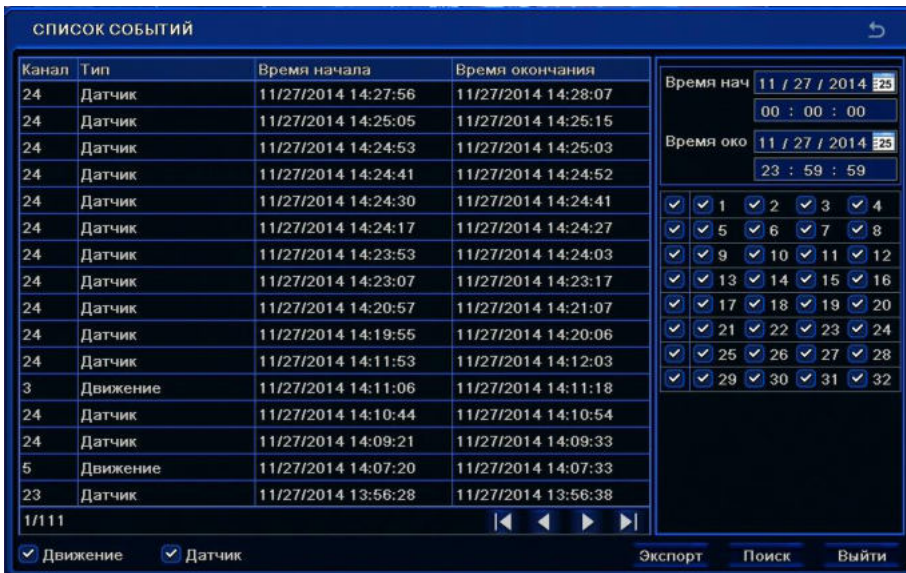 СПИСОК СОБЫТИЙ
Канал Тип Время начала Время окончания
24 Датчик 11/27/2014 14:27:56 11/27/2014 14:28:07
24 Датчик 11/27/2014 14:25:05 11/27/2014 14:25:15
24 Датчик 11/27/2014 14:24:53 11/27/2014 14:25:03
24 Датчик 11/27/2014 14:24:41 11/27/2014 14:24:52
24 Датчик 11/27/2014 14:24:30 11/27/2014 14:24:41
24 Датчик 11/27/2014 14:24:17 11/27/2014 14:24:27
24 Датчик 11/27/2014 14:23:53 11/27/2014 14:24:03
24 Датчик 11/27/2014 14:23:07 11/27/2014 14:23:17
24 Датчик 11/27/2014 14:20:57 11/27/2014 14:21:07
24 Датчик 11/27/2014 14:19:55 11/27/2014 14:20:06
24 Датчик 11/27/2014 14:11:53 11/27/2014 14:12:03
3 Движение 11/27/2014 14:11:06 11/27/2014 14:11:18
24 Датчик 11/27/2014 14:10:44 11/27/2014 14:10:54
24 Датчик 11/27/2014 14:09:21 11/27/2014 14:09:33
5 Движение 11/27/2014 14:07:20 11/27/2014 14:07:33
23 Датчик 11/27/2014 13:56:28 11/27/2014 13:56:38
1/111
Время нач 11 / 27 / 2014 25
00 : 00 : 00
Время око 11 / 27 / 2014 25
23 : 59 : 59
1 2 3 4
5 6 7 8
9 10 11 12
13 14 15 16
17 18 19 20
21 22 23 24
25 26 27 28
29 30 31 32
Движение Датчик Экспорт Поиск Выйти